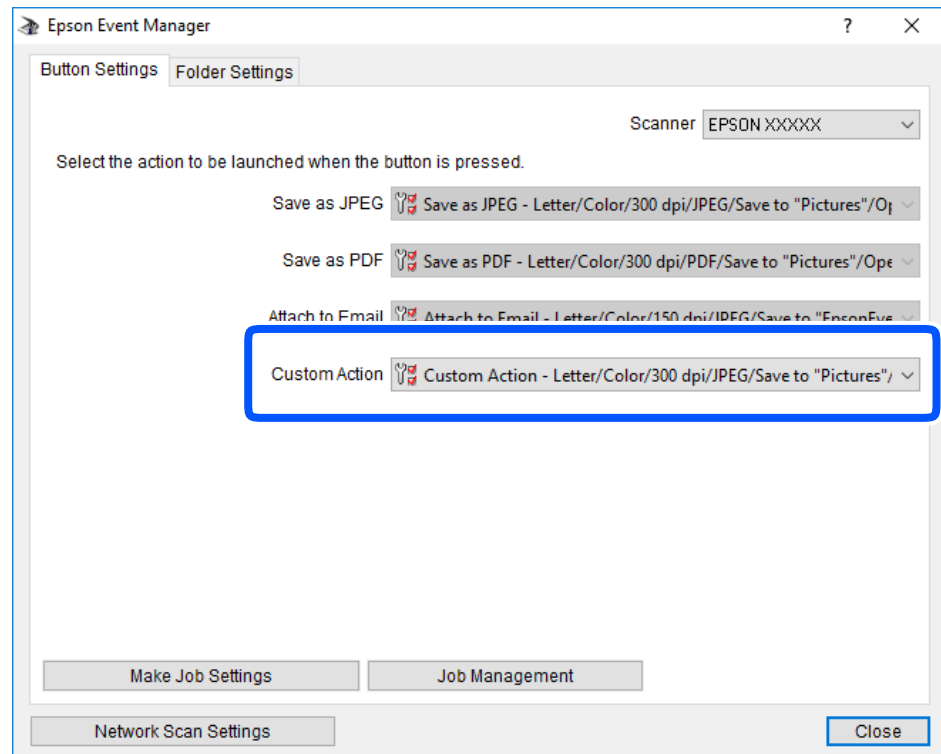 Epson Event Manager
Button Settings
Folder Settings
Scanner EPSON XXXXX
Select the action to be launched when the button is pressed.
Save as JPEG Save as JPEG - Letter/Color/300 dpi/JPEG/Save to "Pictures"/Op
Save as PDF Save as PDF - Letter/Color/300 dpi/PDF/Save to "Pictures"/Ope
Attach to Email Attach to Email - Letter/Color/150 dpi/JPEG/Save to "EpsonEve
Custom Action Custom Action - Letter/Color/300 dpi/JPEG/Save to "Pictures"/
Make Job Settings
Job Management
Network Scan Settings
Close